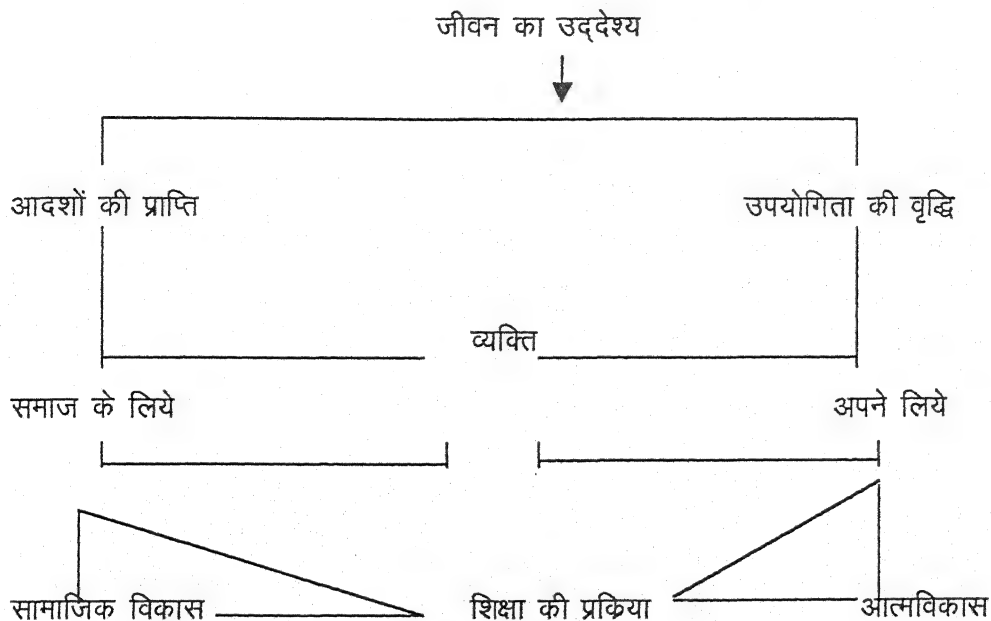 जीवन का उद्देश्य
आदर्शो की प्राप्ति उपयोगिता की वृद्धि
व्यक्ति
समाज के लिये अपने लिये
सामाजिक विकास शिक्षा की प्रक्रिया आत्मविकास